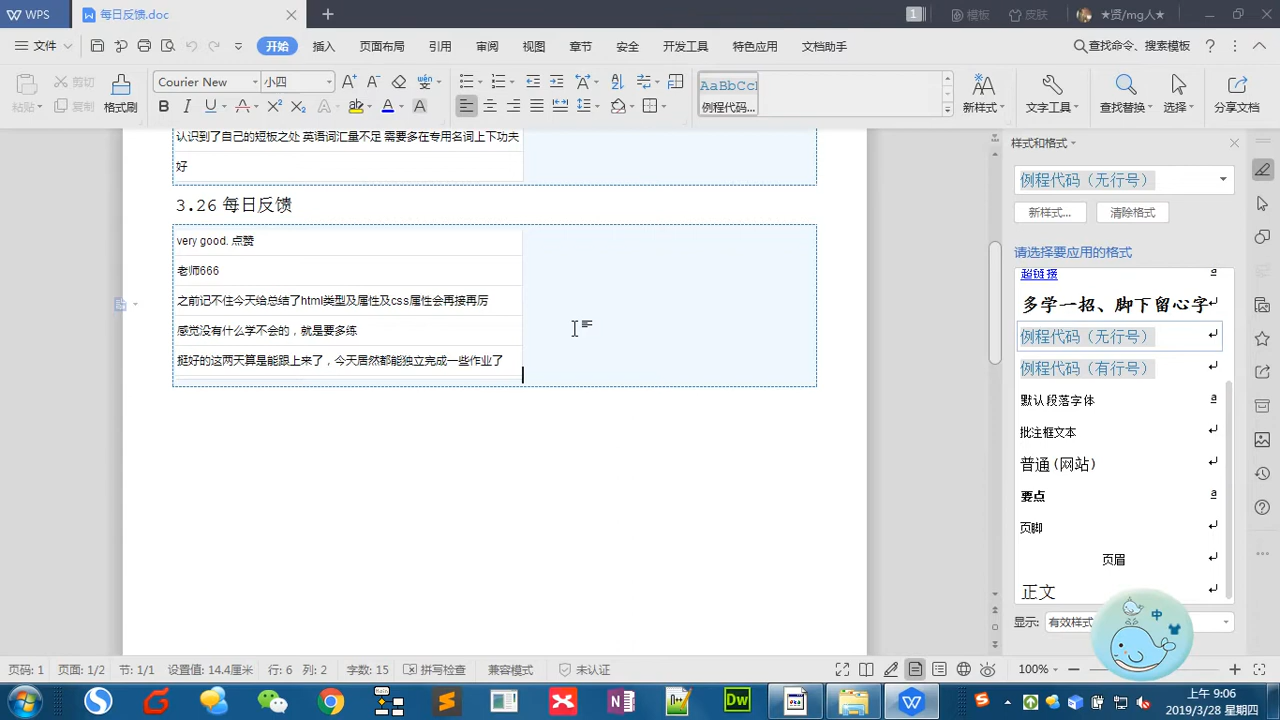 WPS
每日反馈.doc
1
模板
皮肤
★贤/mg人★
文件
开始
插入
页面布局
引用
审阅
视图
章节
安全
开发工具
特色应用
文档助手
查找命令、搜索模板
粘贴
剪切
复制
格式刷
Courier New
小四
AaBbCcI
例程代码...
新样式
文字工具
查找替换
选择
分享文档
认识到了自己的短板之处 英语词汇量不足 需要多在专用名词上下功夫
好
3.26 每日反馈
very good. 点赞
老师666
之前记不住今天给总结了html类型及属性及css属性会再接再厉
感觉没有什么学不会的，就是要多练
挺好的这两天算是能跟上来了，今天居然都能独立完成一些作业了
样式和格式
例程代码（无行号）
新样式...
清除格式
请选择要应用的格式
超链接
多学一招、脚下留心字
例程代码（无行号）
例程代码（有行号）
默认段落字体
批注框文本
普通(网站)
要点
页脚
页眉
正文
显示:
有效样式
中
页码: 1
页面: 1/2
节: 1/1
设置值: 14.4厘米
行: 6
列: 2
字数: 15
拼写检查
兼容模式
未认证
100%
Dw
上午 9:06
2019/3/28 星期四